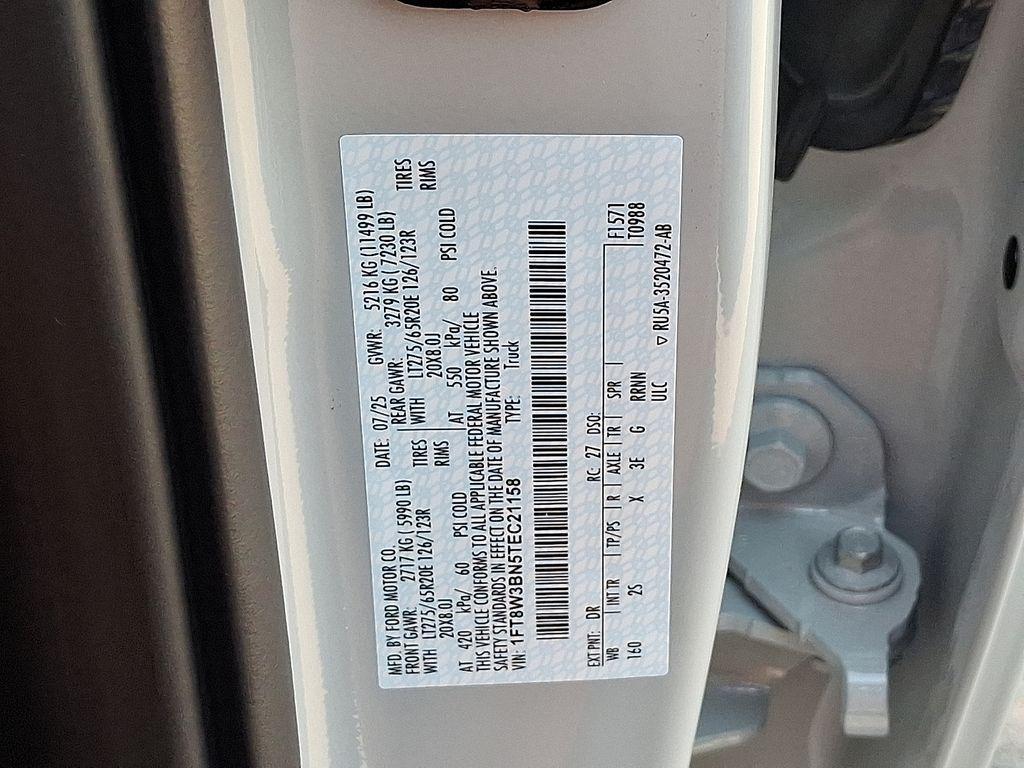 MFD. BY FORD MOTOR CO. DATE: 07/25 GVWR: 5216 KG (11499 LB)
FRONT GAWR: 2717 KG (5990 LB) REAR GAWR: 3279 KG (7230 LB)
WITH LT275/65R20E 126/123R TIRES WITH LT275/65R20E 126/123R TIRES
20X8.0J RIMS 20X8.0J RIMS
AT 420 kPa/ 60 PSI COLD AT 550 kPa/ 80 PSI COLD
THIS VEHICLE CONFORMS TO ALL APPLICABLE FEDERAL MOTOR VEHICLE
SAFETY STANDARDS IN EFFECT ON THE DATE OF MANUFACTURE SHOWN ABOVE.
VIN: 1FT8W3BN5TEC21158 TYPE: Truck
EXT PNT: DR RC: 27 DSO: F1571
WB INT TR TP/PS R AXLE TR SPR T0988
160 2S X 3E G RRNN
ULC ▽ RU5A-3520472-AB